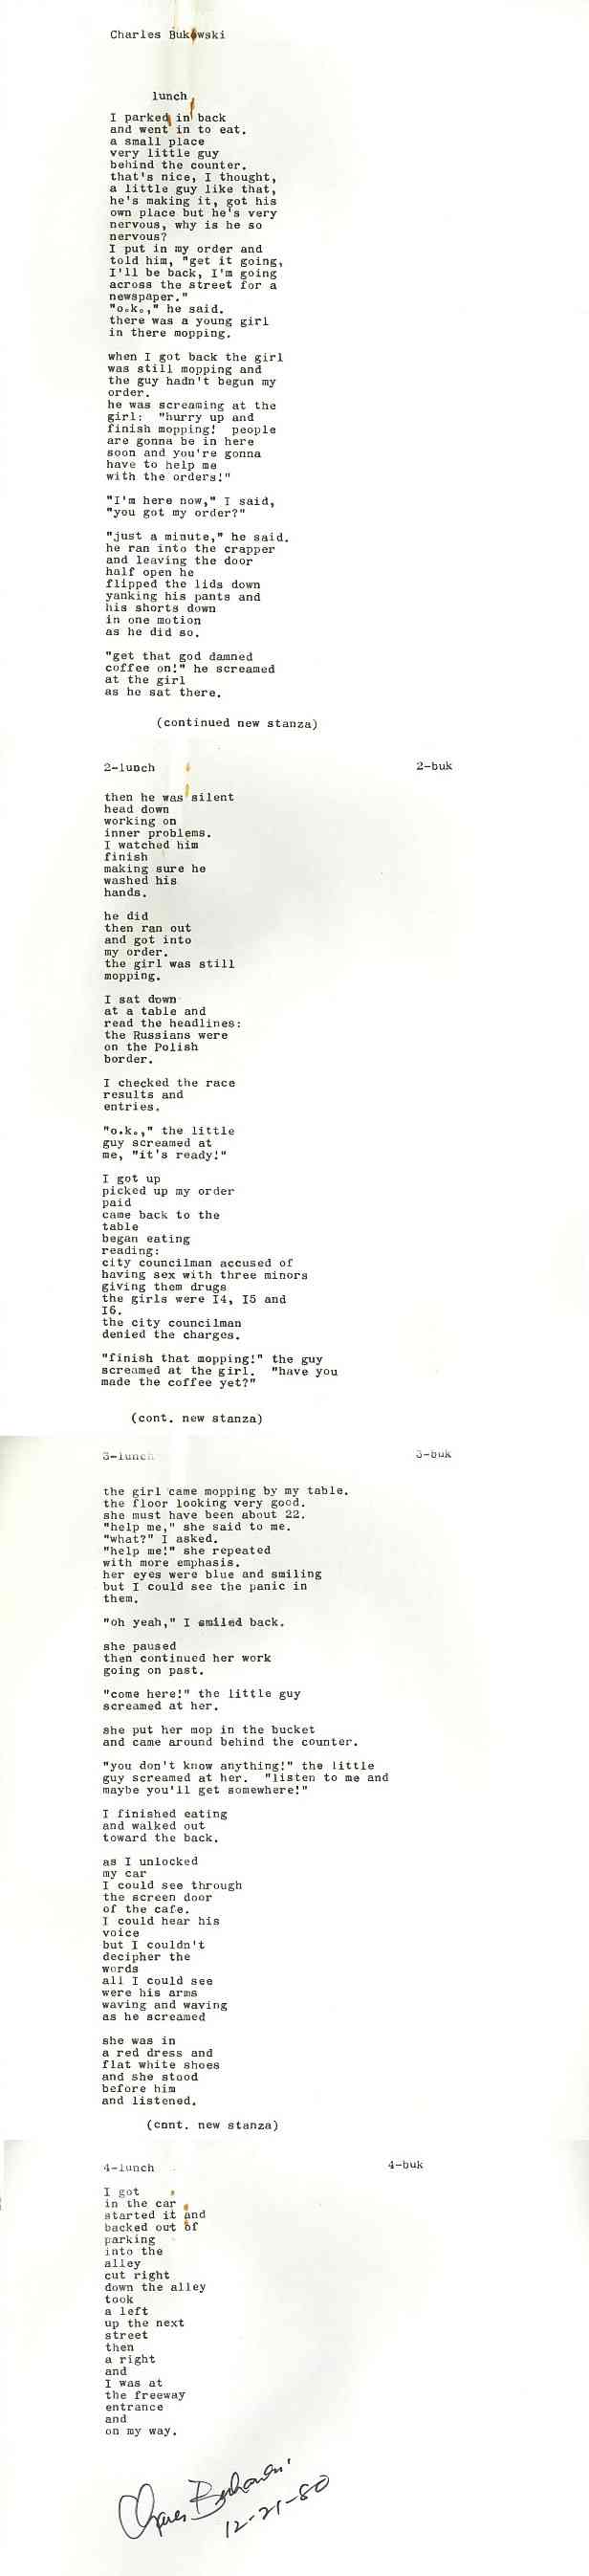 Charles Bukowski
lunch
I parked in back
and went in to eat.
a small place
very little guy
behind the counter.
that's nice, I thought,
a little guy like that,
he's making it, got his
own place but he's very
nervous, why is he so
nervous?
I put in my order and
told him, "get it going,
I'll be back, I'm going
across the street for a
newspaper."
"o.k.," he said.
there was a young girl
in there mopping.
when I got back the girl
was still mopping and
the guy hadn't begun my
order.
he was screaming at the
girl: "hurry up and
finish mopping! people
are gonna be in here
soon and you're gonna
have to help me
with the orders!"
"I'm here now," I said,
"you got my order?"
"just a minute," he said.
he ran into the crapper
and leaving the door
half open he
flipped the lids down
yanking his pants and
his shorts down
in one motion
as he did so.
"get that god damned
coffee on!" he screamed
at the girl
as he sat there.
(continued new stanza)
2-lunch 2-buk
then he was silent
head down
working on
inner problems.
I watched him
finish
making sure he
washed his
hands.
he did
then ran out
and got into
my order.
the girl was still
mopping.
I sat down
at a table and
read the headlines:
the Russians were
on the Polish
border.
I checked the race
results and
entries.
"o.k.," the little
guy screamed at
me, "it's ready!"
I got up
picked up my order
paid
came back to the
table
began eating
reading:
city councilman accused of
having sex with three minors
giving them drugs
the girls were I4, I5 and
I6.
the city councilman
denied the charges.
"finish that mopping!" the guy
screamed at the girl. "have you
made the coffee yet?"
(cont. new stanza)
3-lunch 3-buk
the girl came mopping by my table.
the floor looking very good.
she must have been about 22.
"help me," she said to me.
"what?" I asked.
"help me!" she repeated
with more emphasis.
her eyes were blue and smiling
but I could see the panic in
them.
"oh yeah," I smiled back.
she paused
then continued her work
going on past.
"come here!" the little guy
screamed at her.
she put her mop in the bucket
and came around behind the counter.
"you don't know anything!" the little
guy screamed at her. "listen to me and
maybe you'll get somewhere!"
I finished eating
and walked out
toward the back.
as I unlocked
my car
I could see through
the screen door
of the cafe.
I could hear his
voice
but I couldn't
decipher the
words
all I could see
were his arms
waving and waving
as he screamed
she was in
a red dress and
flat white shoes
and she stood
before him
and listened.
(cnnt. new stanza)
4-lunch 4-buk
I got
in the car
started it and
backed out of
parking
into the
alley
cut right
down the alley
took
a left
up the next
street
then
a right
and
I was at
the freeway
entrance
and
on my way.
Charles Bukowski
12-21-80